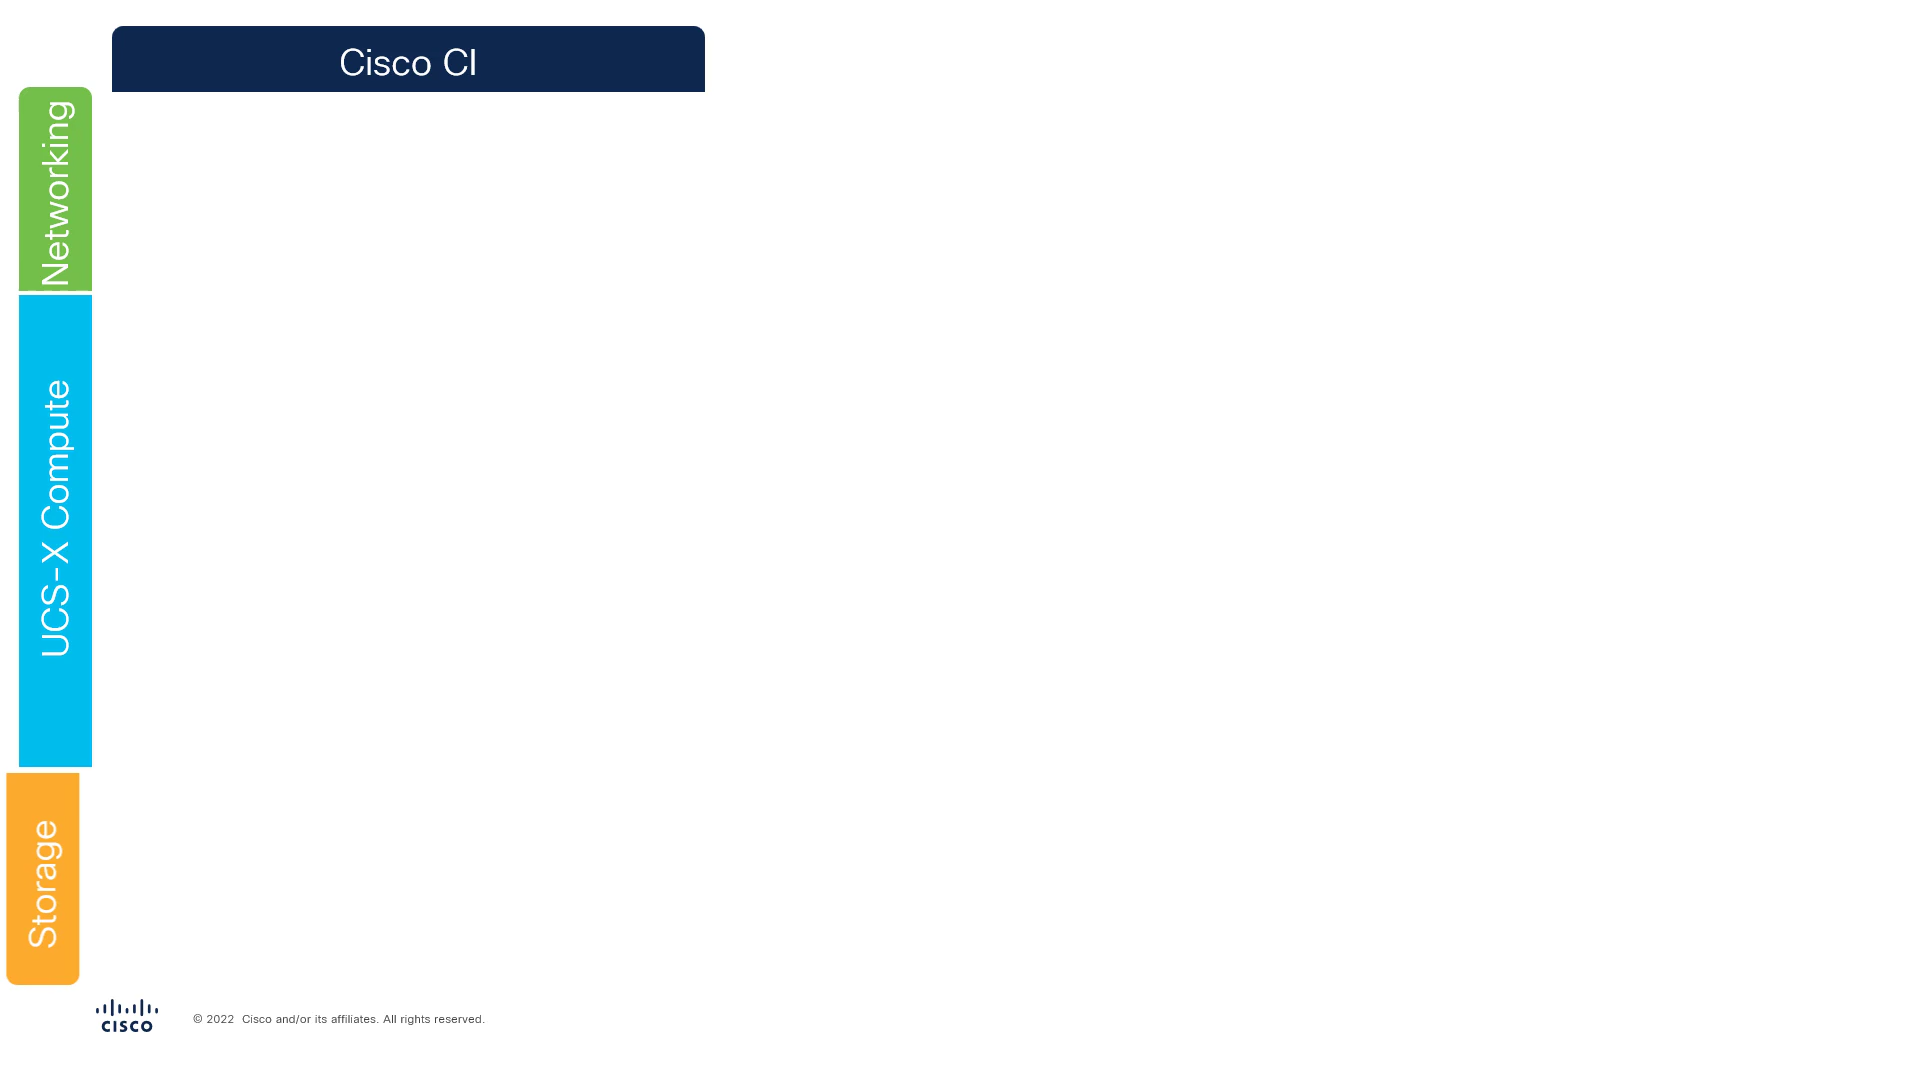 Cisco CI
Networking
UCS-X Compute
Storage
CISCO
© 2022 Cisco and/or its affiliates. All rights reserved.